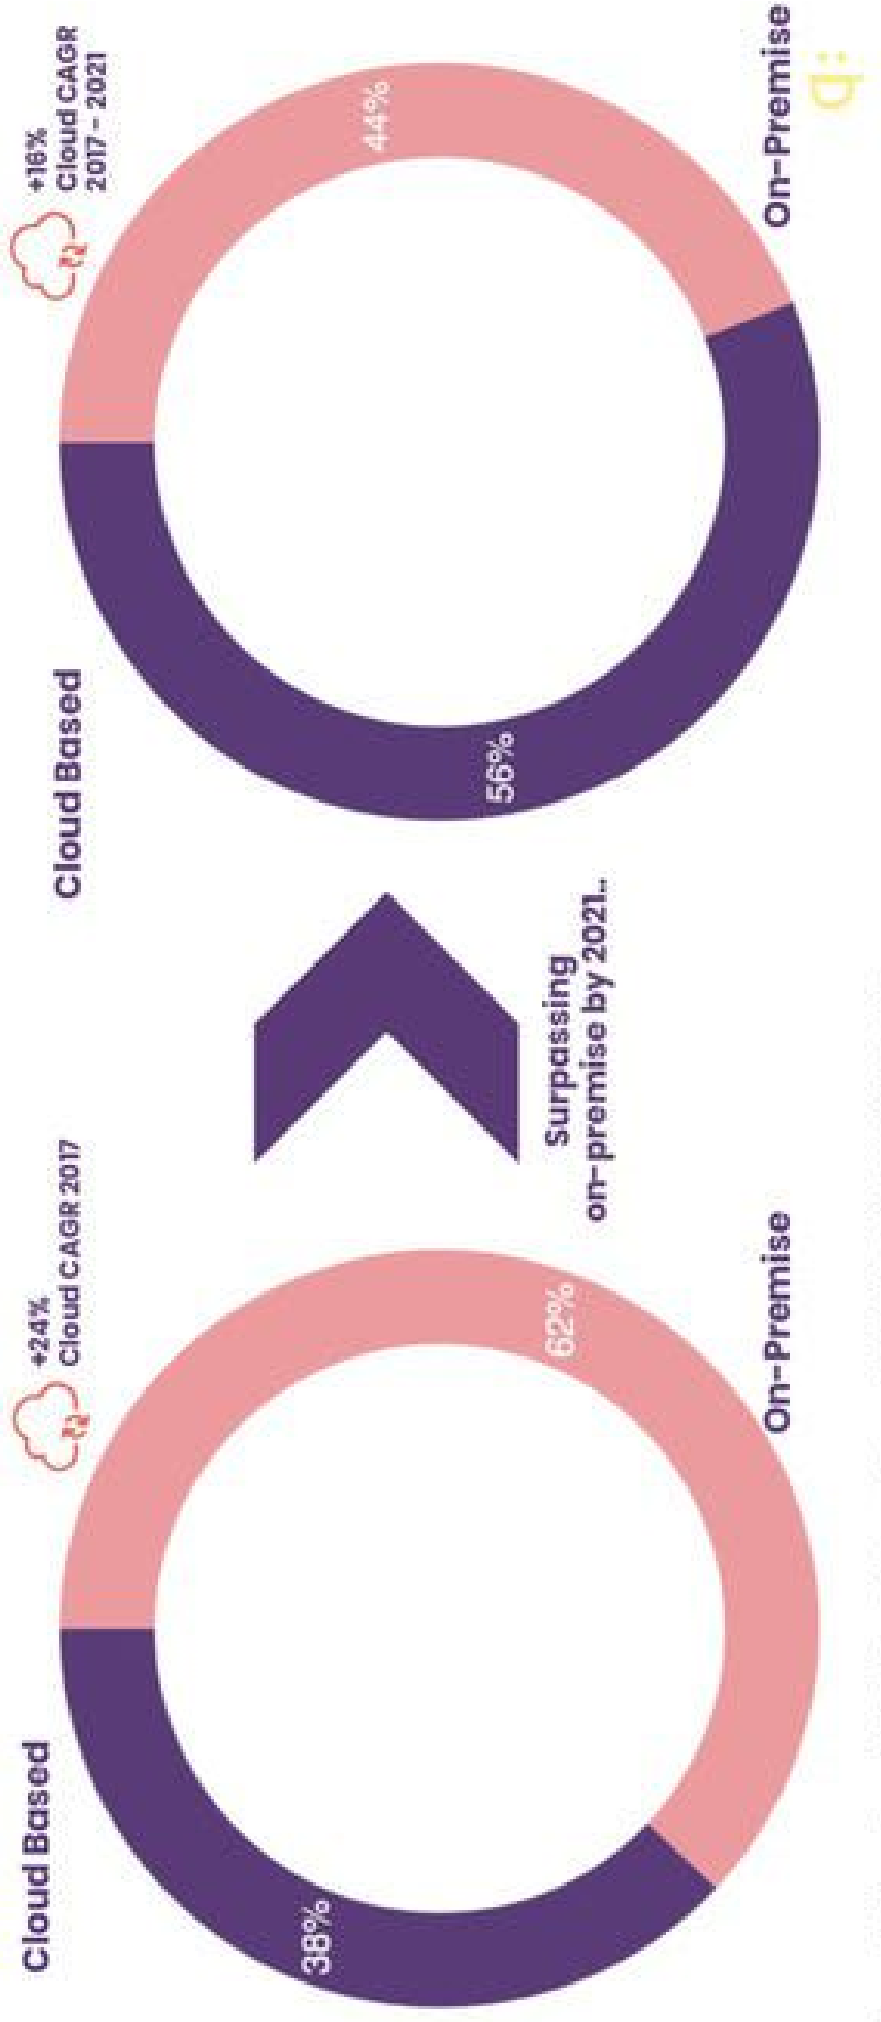 Cloud Based
+24%
Cloud CAGR 2017
38%
62%
On-Premise
Surpassing
on-premise by 2021..
Cloud Based
+16%
Cloud CAGR
2017 - 2021
56%
44%
On-Premise